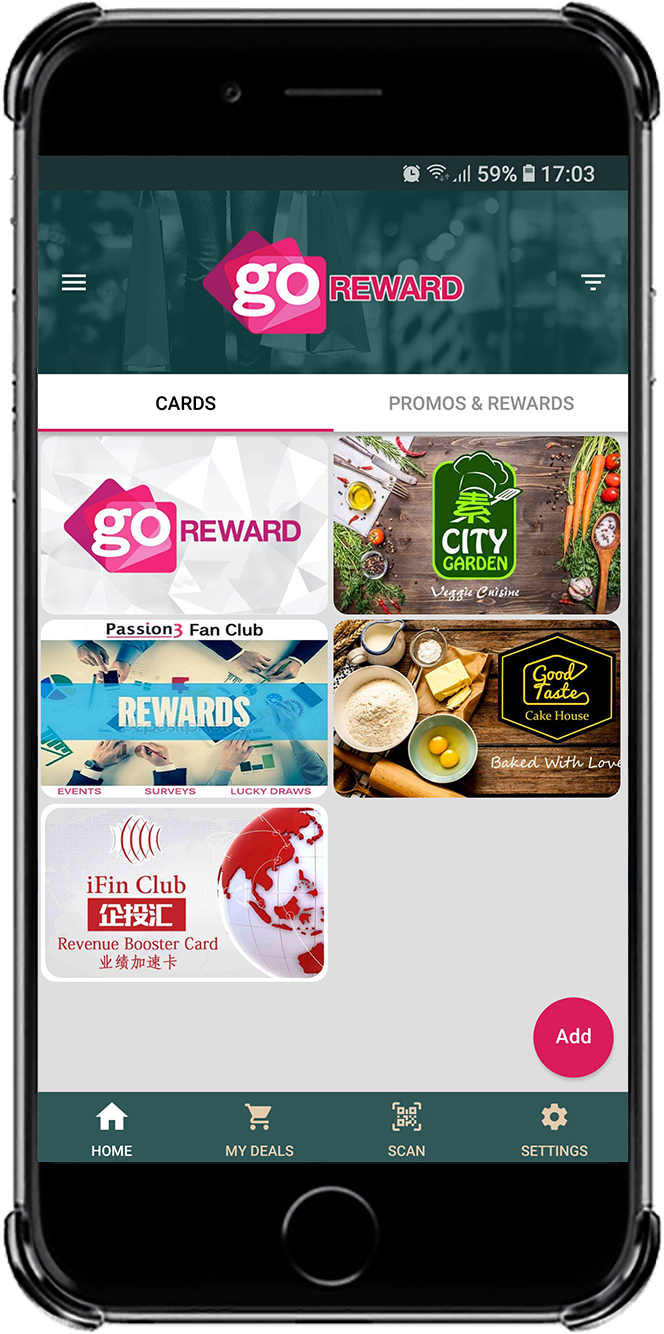 59% 17:03
go REWARD
CARDS
PROMOS & REWARDS
go REWARD
素
CITY
GARDEN
Veggie Cuisine
Passion3 Fan Club
REWARDS
depositphotos
EVENTS SURVEYS LUCKY DRAWS
Good
Taste
Cake House
Baked With Love
iFin Club
企投汇
Revenue Booster Card
业绩加速卡
Add
HOME
MY DEALS
SCAN
SETTINGS